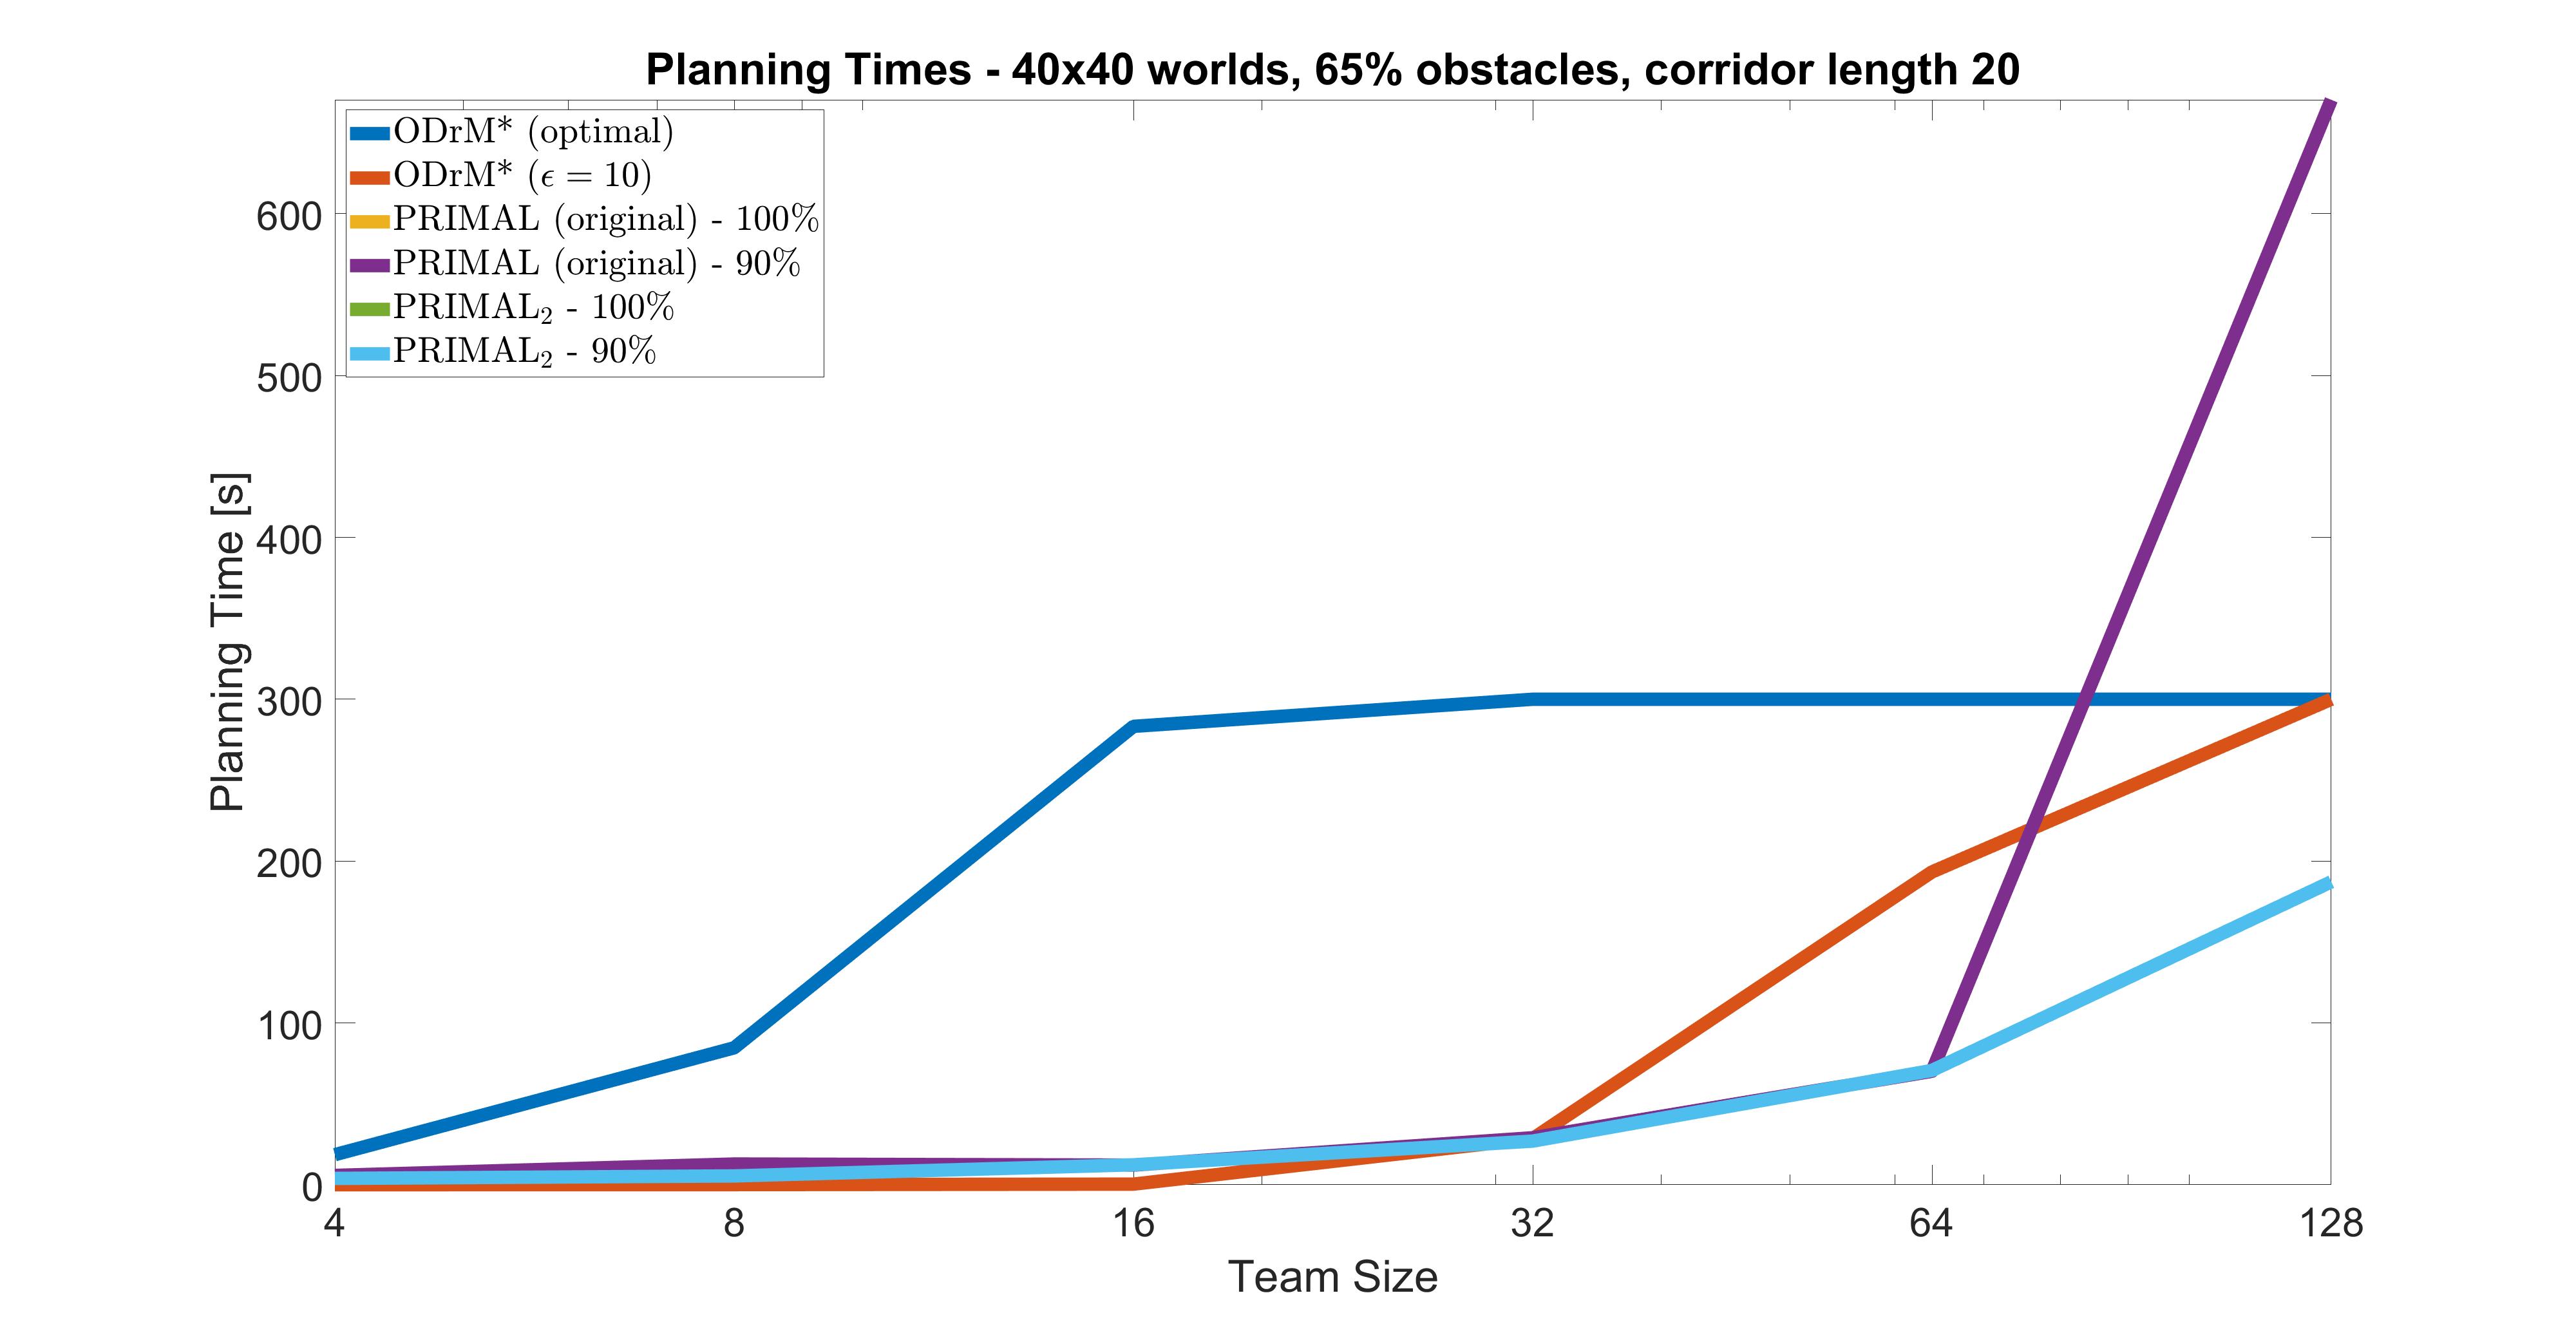 Planning Times - 40x40 worlds, 65% obstacles, corridor length 20
ODrM* (optimal)
ODrM* (ϵ = 10)
PRIMAL (original) - 100%
PRIMAL (original) - 90%
PRIMAL₂ - 100%
PRIMAL₂ - 90%
Planning Time [s]
600
500
400
300
200
100
0
4 8 16 32 64 128
Team Size